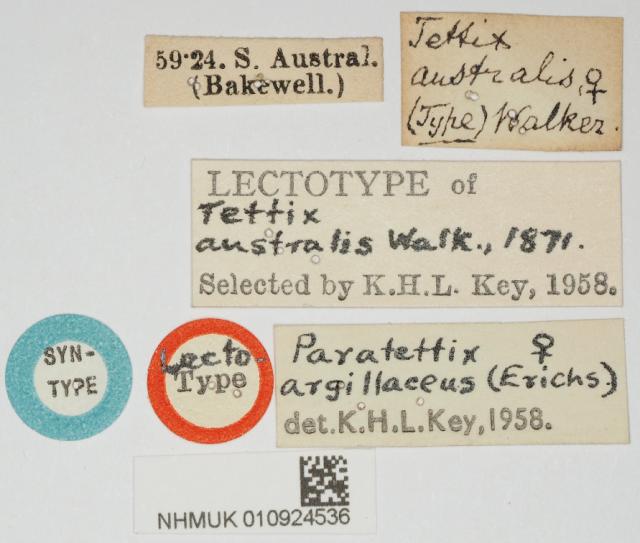 59·24. S. Austral.
(Bakewell.)
Tettix
australis, ♀
(Type) Walker.
LECTOTYPE of
Tettix
australis Walk., 1871.
Selected by K.H.L. Key, 1958.
SYN-
TYPE
Lecto-
Type
Paratettix ♀
argillaceus (Erichs)
det. K.H.L. Key, 1958.
NHMUK 010924536